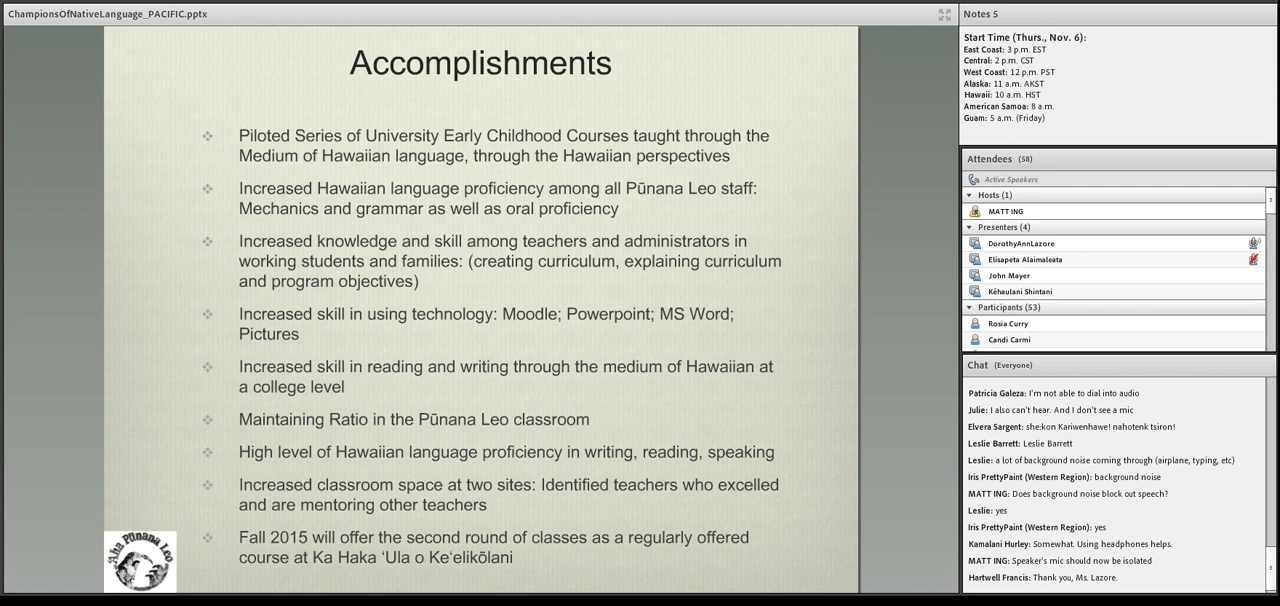 ChampionsOfNativeLanguage_PACIFIC.pptx
Accomplishments
Piloted Series of University Early Childhood Courses taught through the
Medium of Hawaiian language, through the Hawaiian perspectives
Increased Hawaiian language proficiency among all Pūnana Leo staff:
Mechanics and grammar as well as oral proficiency
Increased knowledge and skill among teachers and administrators in
working students and families: (creating curriculum, explaining curriculum
and program objectives)
Increased skill in using technology: Moodle; Powerpoint; MS Word;
Pictures
Increased skill in reading and writing through the medium of Hawaiian at
a college level
Maintaining Ratio in the Pūnana Leo classroom
High level of Hawaiian language proficiency in writing, reading, speaking
Increased classroom space at two sites: Identified teachers who excelled
and are mentoring other teachers
Fall 2015 will offer the second round of classes as a regularly offered
course at Ka Haka ‘Ula o Ke‘elikōlani
‘Aha Pūnana Leo
Notes 5
Start Time (Thurs., Nov. 6):
East Coast: 3 p.m. EST
Central: 2 p.m. CST
West Coast: 12 p.m. PST
Alaska: 11 a.m. AKST
Hawaii: 10 a.m. HST
American Samoa: 8 a.m.
Guam: 5 a.m. (Friday)
Attendees (58)
Active Speakers
Hosts (1)
MATT ING
Presenters (4)
DorothyAnnLazore
Elisapeta Alaimaleata
John Mayer
Kēhaulani Shintani
Participants (53)
Rosia Curry
Candi Carmi
Chat (Everyone)
Patricia Galeza: I'm not able to dial into audio
Julie: I also can't hear. And I don't see a mic
Elvera Sargent: she:kon Kariwenhawe! nahotenk tsiron!
Leslie Barrett: Leslie Barrett
Leslie: a lot of background noise coming through (airplane, typing, etc)
Iris PrettyPaint (Western Region): background noise
MATT ING: Does background noise block out speech?
Leslie: yes
Iris PrettyPaint (Western Region): yes
Kamalani Hurley: Somewhat. Using headphones helps.
MATT ING: Speaker's mic should now be isolated
Hartwell Francis: Thank you, Ms. Lazore.